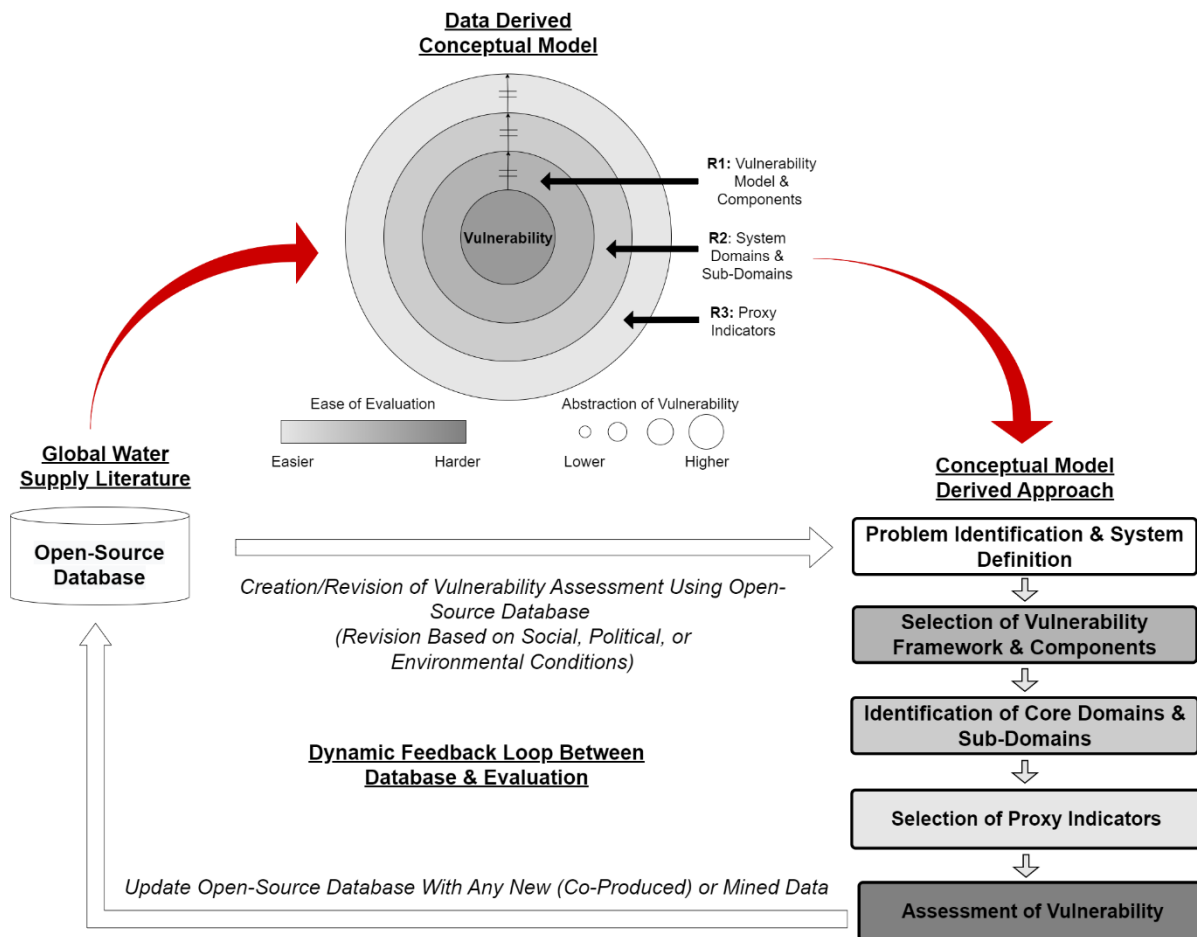 Data Derived
Conceptual Model
Vulnerability
R1: Vulnerability
Model &
Components
R2: System
Domains &
Sub-Domains
R3: Proxy
Indicators
Ease of Evaluation
Easier
Harder
Abstraction of Vulnerability
Lower
Higher
Global Water
Supply Literature
Open-Source
Database
Creation/Revision of Vulnerability Assessment Using Open-
Source Database
(Revision Based on Social, Political, or
Environmental Conditions)
Dynamic Feedback Loop Between
Database & Evaluation
Update Open-Source Database With Any New (Co-Produced) or Mined Data
Conceptual Model
Derived Approach
Problem Identification & System
Definition
Selection of Vulnerability
Framework & Components
Identification of Core Domains &
Sub-Domains
Selection of Proxy Indicators
Assessment of Vulnerability